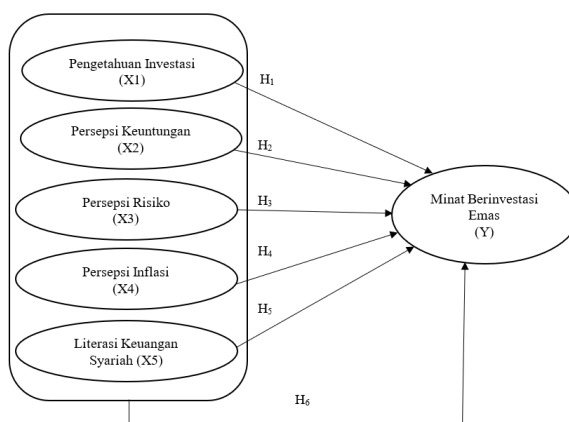 Pengetahuan Investasi
(X1)
H1
Persepsi Keuntungan
(X2)
H2
Persepsi Risiko
(X3)
H3
Minat Berinvestasi
Emas
(Y)
Persepsi Inflasi
(X4)
H4
Literasi Keuangan
Syariah (X5)
H5
H6